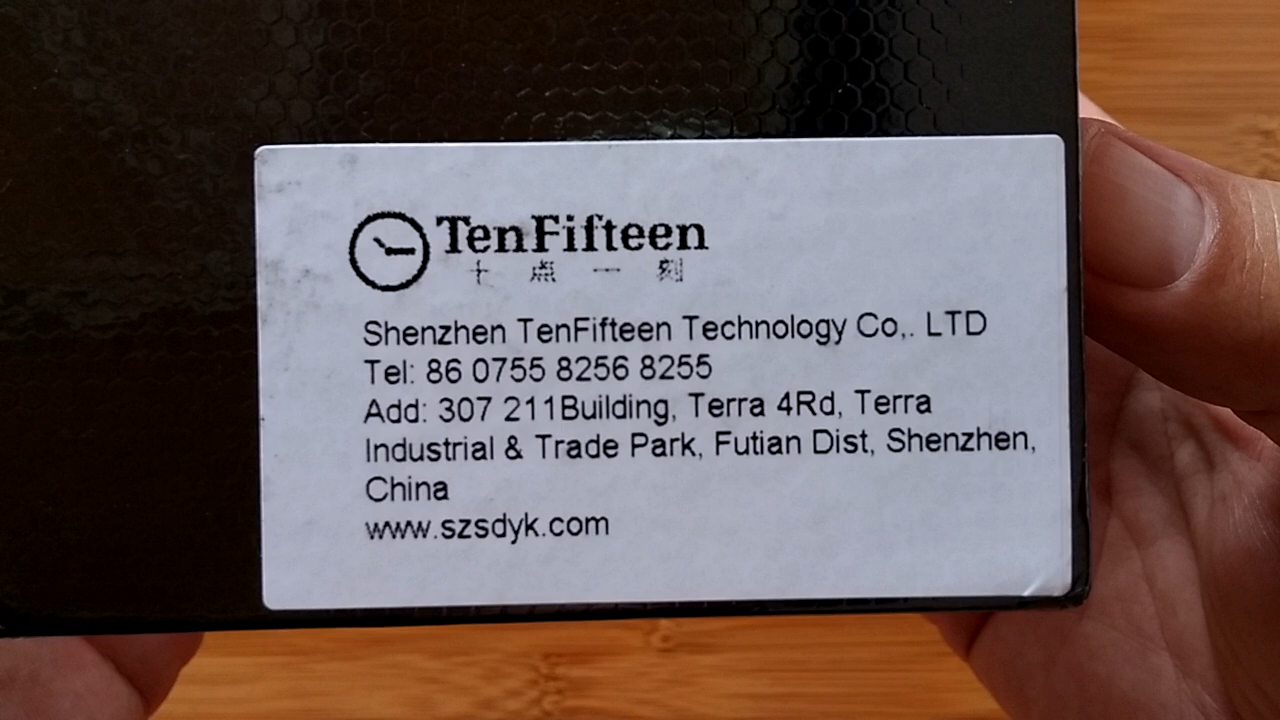 TenFifteen
十点一刻
Shenzhen TenFifteen Technology Co,. LTD
Tel: 86 0755 8256 8255
Add: 307 211Building, Terra 4Rd, Terra
Industrial & Trade Park, Futian Dist, Shenzhen,
China
www.szsdyk.com